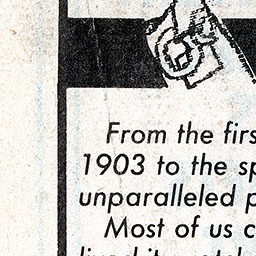 From the firs
1903 to the sp
unparalleled p
Most of us c